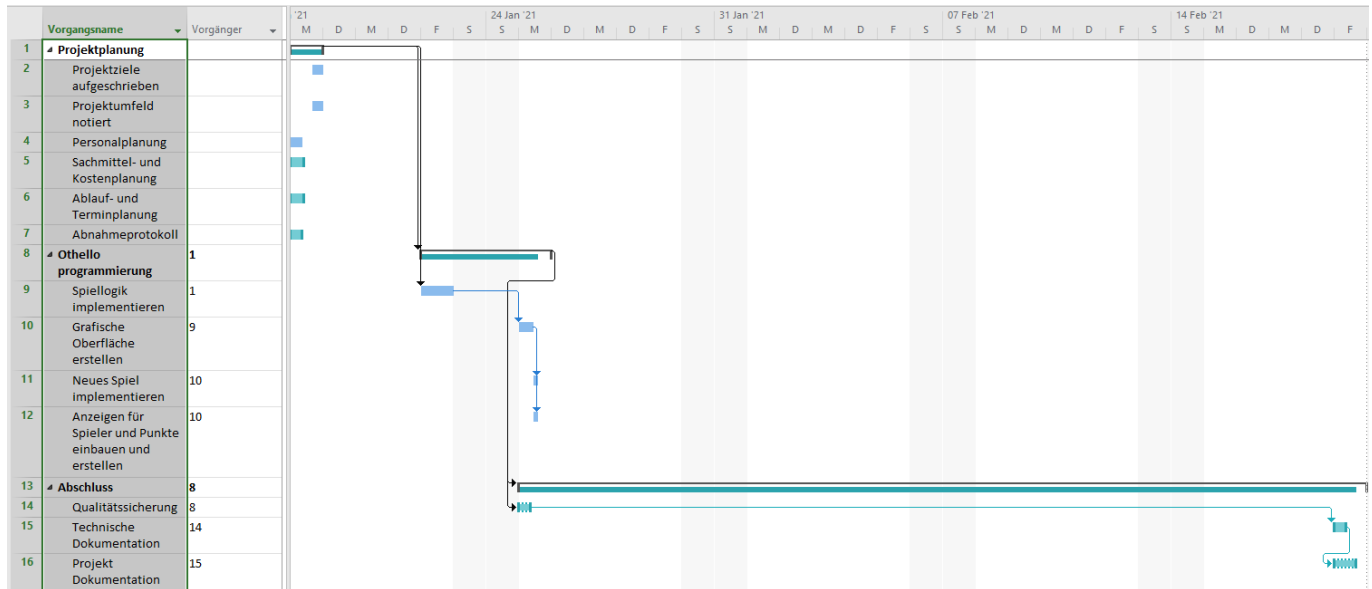 '21 24 Jan '21 31 Jan '21 07 Feb '21 14 Feb '21
Vorgangsname Vorgänger M D M D F S S M D M D F S S M D M D F S S M D M D F S S M D M D F
1 Projektplanung
2 Projektziele
aufgeschrieben
3 Projektumfeld
notiert
4 Personalplanung
5 Sachmittel- und
Kostenplanung
6 Ablauf- und
Terminplanung
7 Abnahmeprotokoll
8 Othello 1
programmierung
9 Spiellogik 1
implementieren
10 Grafische 9
Oberfläche
erstellen
11 Neues Spiel 10
implementieren
12 Anzeigen für 10
Spieler und Punkte
einbauen und
erstellen
13 Abschluss 8
14 Qualitätssicherung 8
15 Technische 14
Dokumentation
16 Projekt 15
Dokumentation